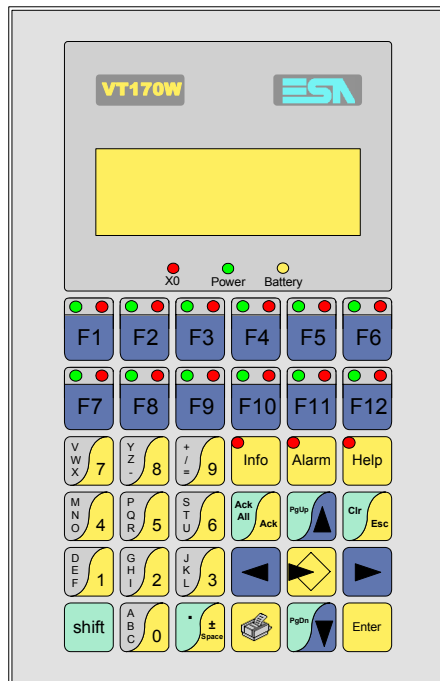 VT170W ESA
X0 Power Battery
F1 F2 F3 F4 F5 F6
F7 F8 F9 F10 F11 F12
V W X 7 Y Z - 8 + / = 9 Info Alarm Help
M N O 4 P Q R 5 S T U 6 Ack All Ack PgUp Clr Esc
D E F 1 G H I 2 J K L 3
shift A B C 0 . ± Space PgDn Enter